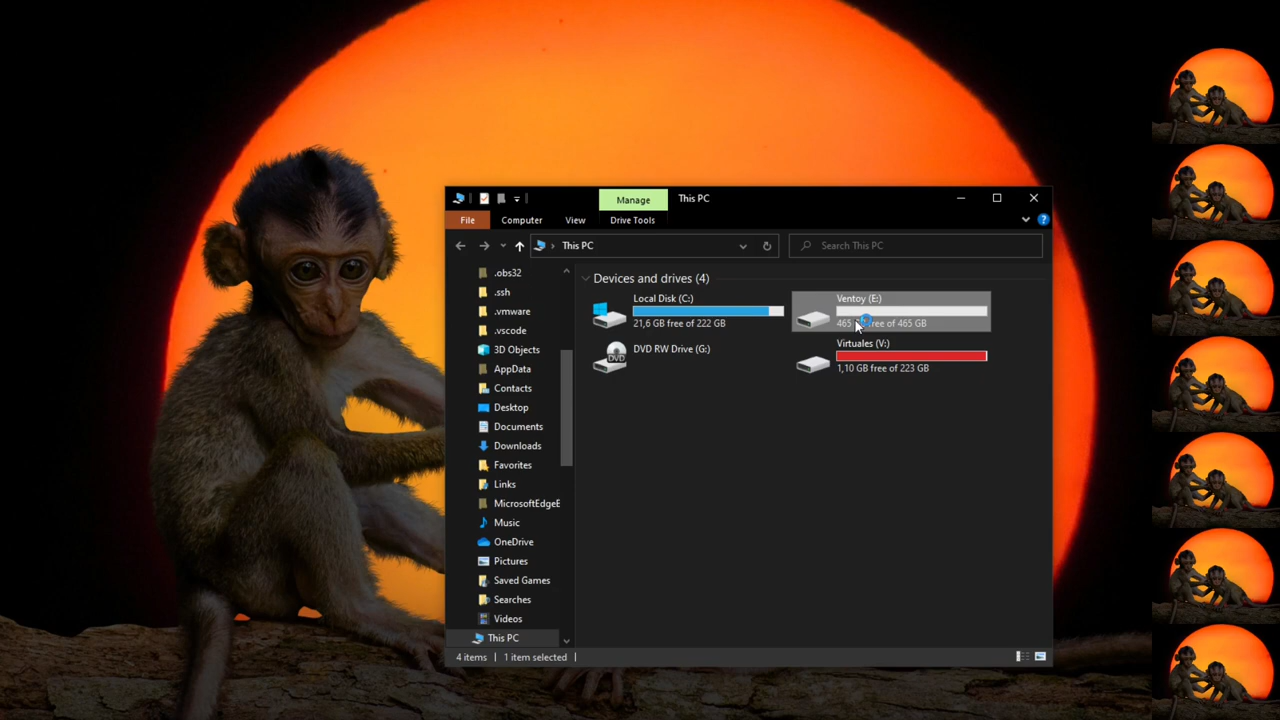 Manage
This PC
File
Computer
View
Drive Tools
This PC
Search This PC
.obs32
.ssh
.vmware
.vscode
3D Objects
AppData
Contacts
Desktop
Documents
Downloads
Favorites
Links
MicrosoftEdgeE
Music
OneDrive
Pictures
Saved Games
Searches
Videos
This PC
Devices and drives (4)
Local Disk (C:)
21,6 GB free of 222 GB
Ventoy (E:)
465 free of 465 GB
DVD RW Drive (G:)
DVD
Virtuales (V:)
1,10 GB free of 223 GB
4 items
1 item selected